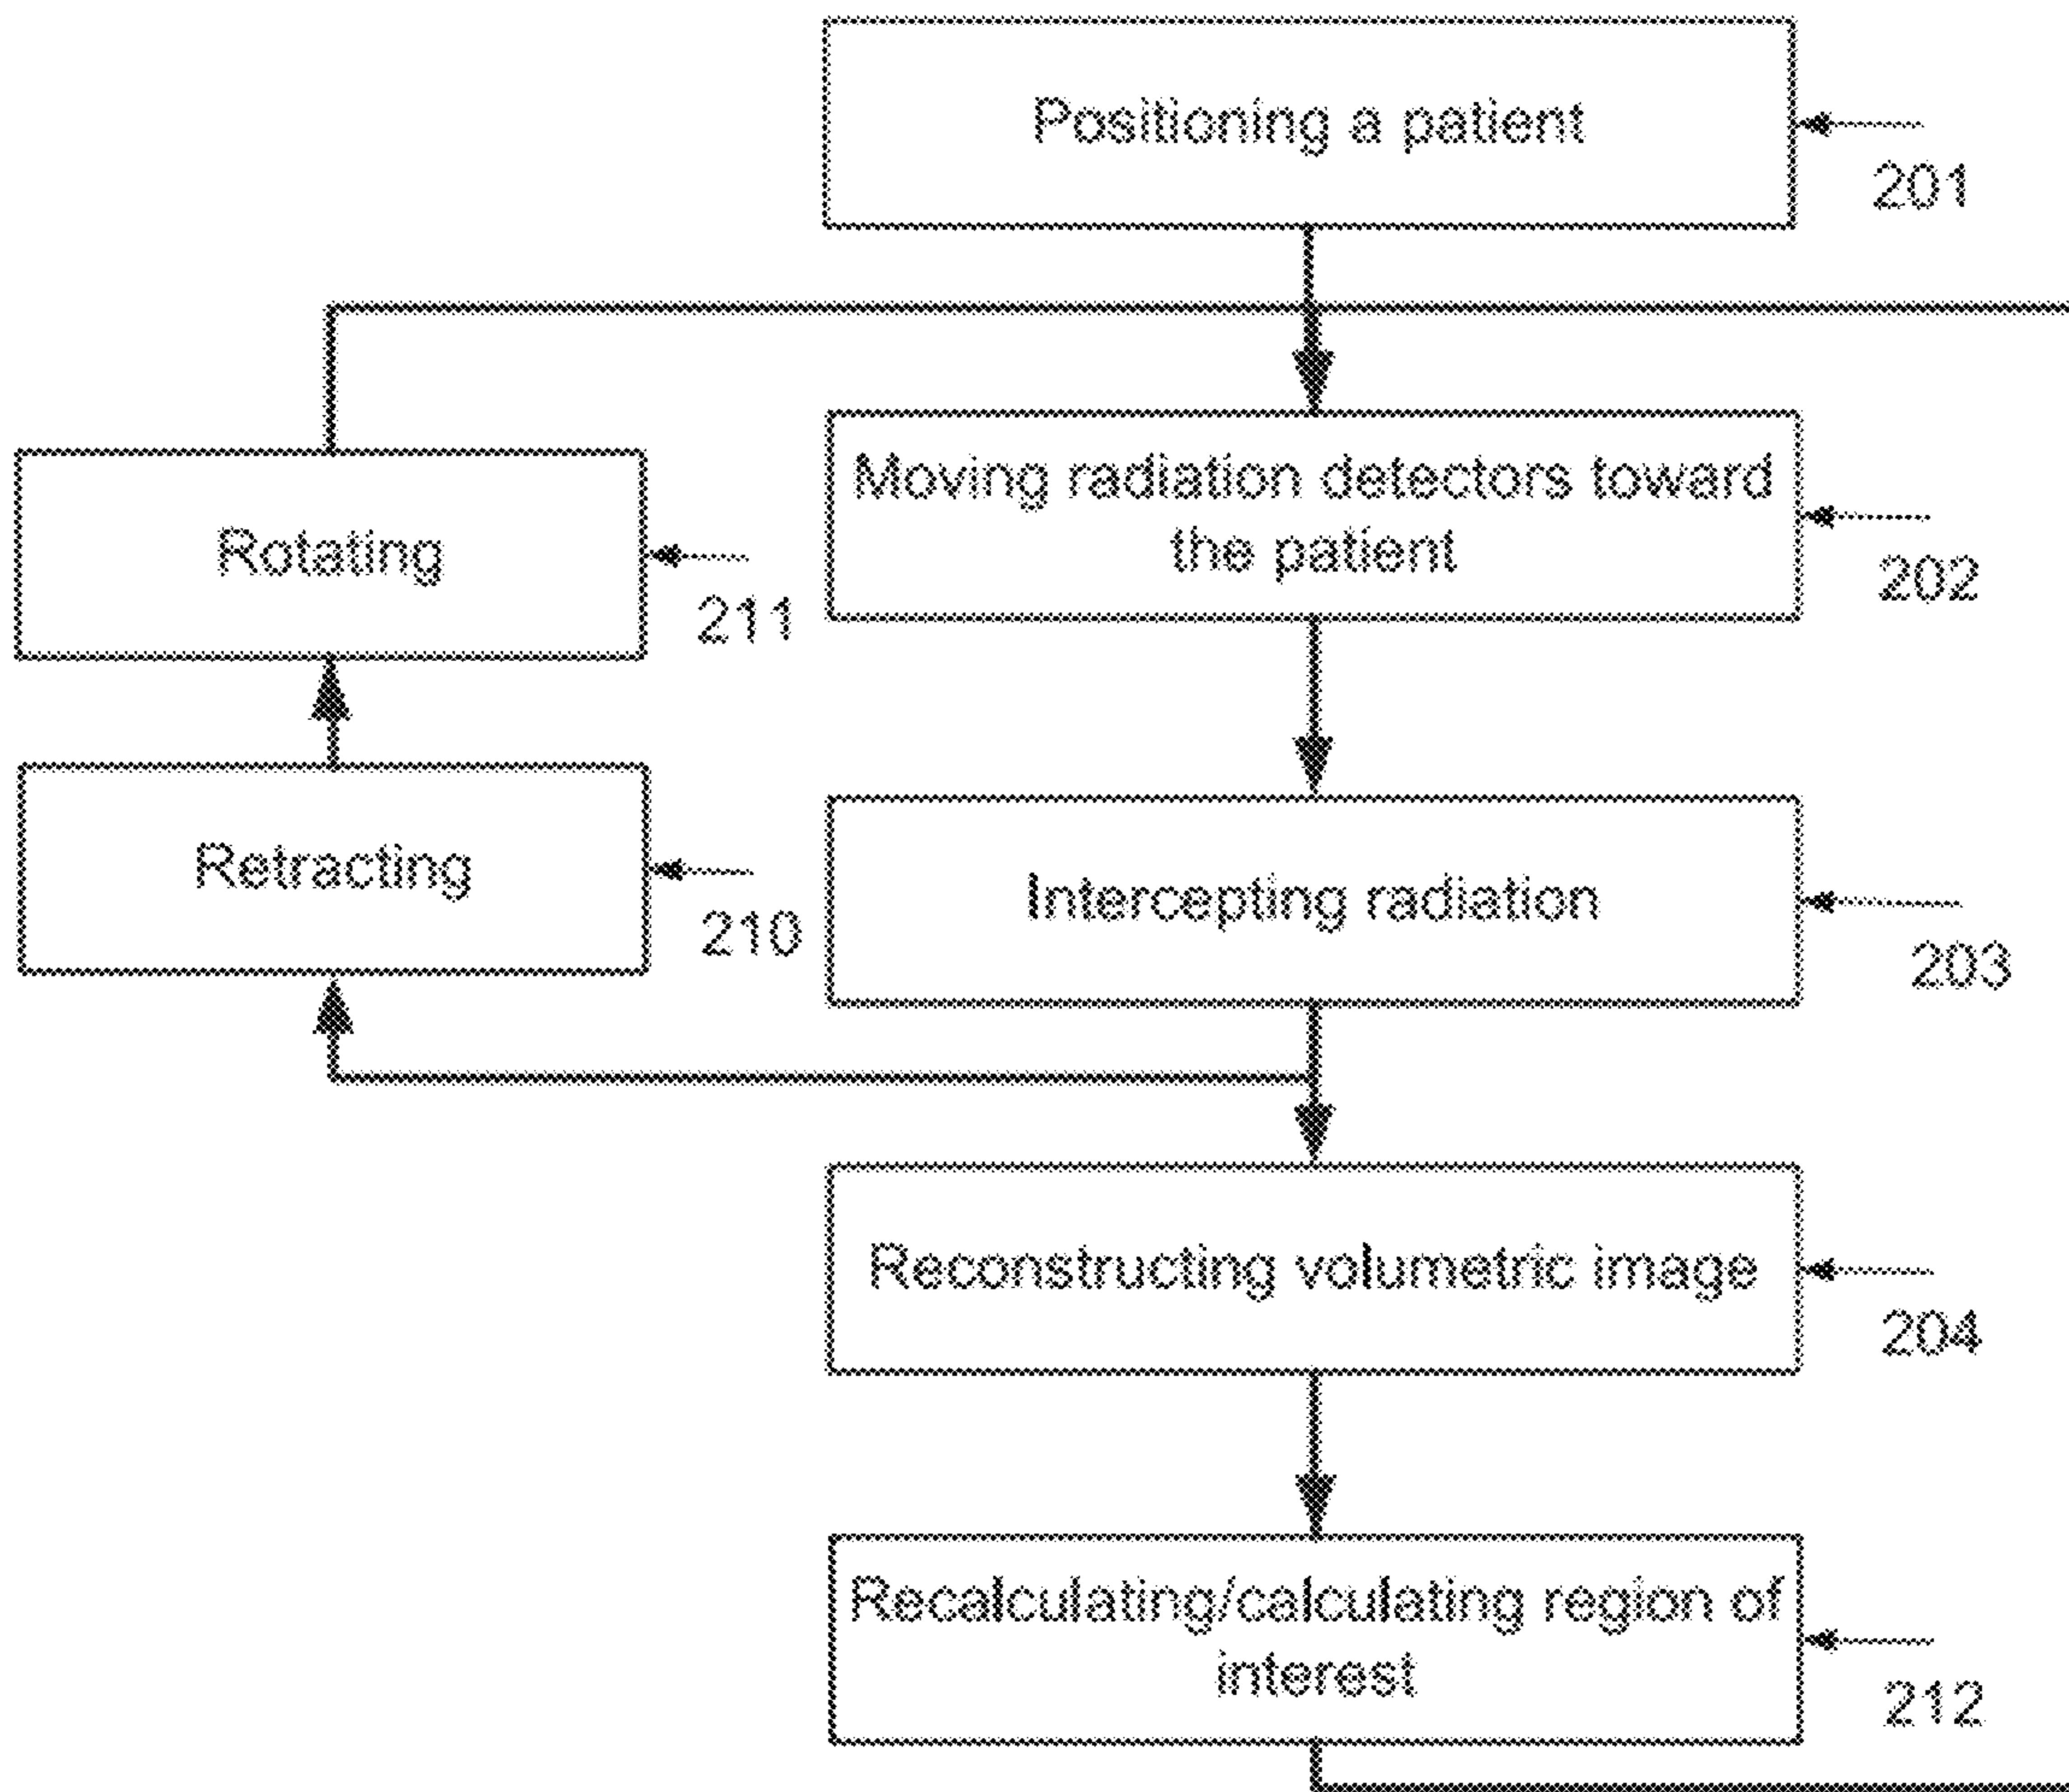 Positioning a patient
201
Moving radiation detectors toward
the patient
202
Rotating
211
Retracting
210
Intercepting radiation
203
Reconstructing volumetric image
204
Recalculating/calculating region of
interest
212